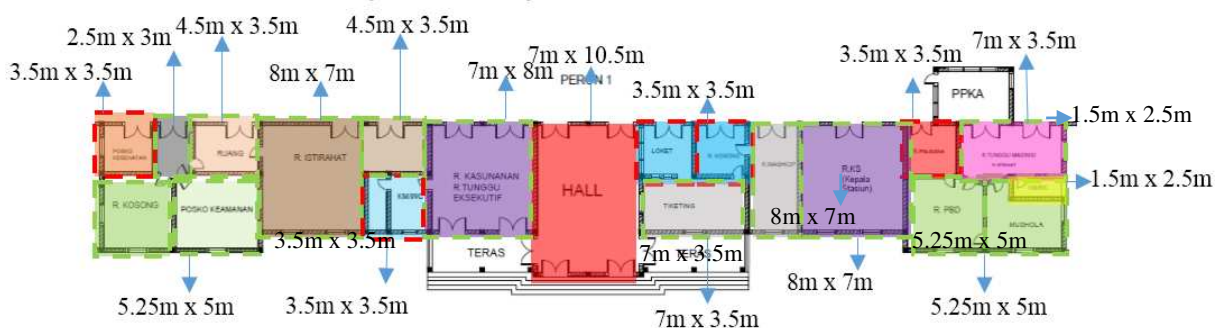 4.5m x 3.5m
4.5m x 3.5m
2.5m x 3m
7m x 3.5m
7m x 10.5m
3.5m x 3.5m
3.5m x 3.5m
8m x 7m
7m x 8m
PERON 1
3.5m x 3.5m
PPKA
1.5m x 2.5m
POSKO
KESEHATAN
RUANG
R. ISTIRAHAT
LOKET
R. KASUNANAN
R. TUNGGU
EKSEKUTIF
HALL
R.KS
(Kepala
Stasiun)
1.5m x 2.5m
R. KOSONG
POSKO KEAMANAN
TIKETING
R. PBD
MUSHOLA
8m x 7m
3.5m x 3.5m
5.25m x 5m
TERAS
7m x 3.5m
TERAS
8m x 7m
5.25m x 5m
3.5m x 3.5m
7m x 3.5m
5.25m x 5m